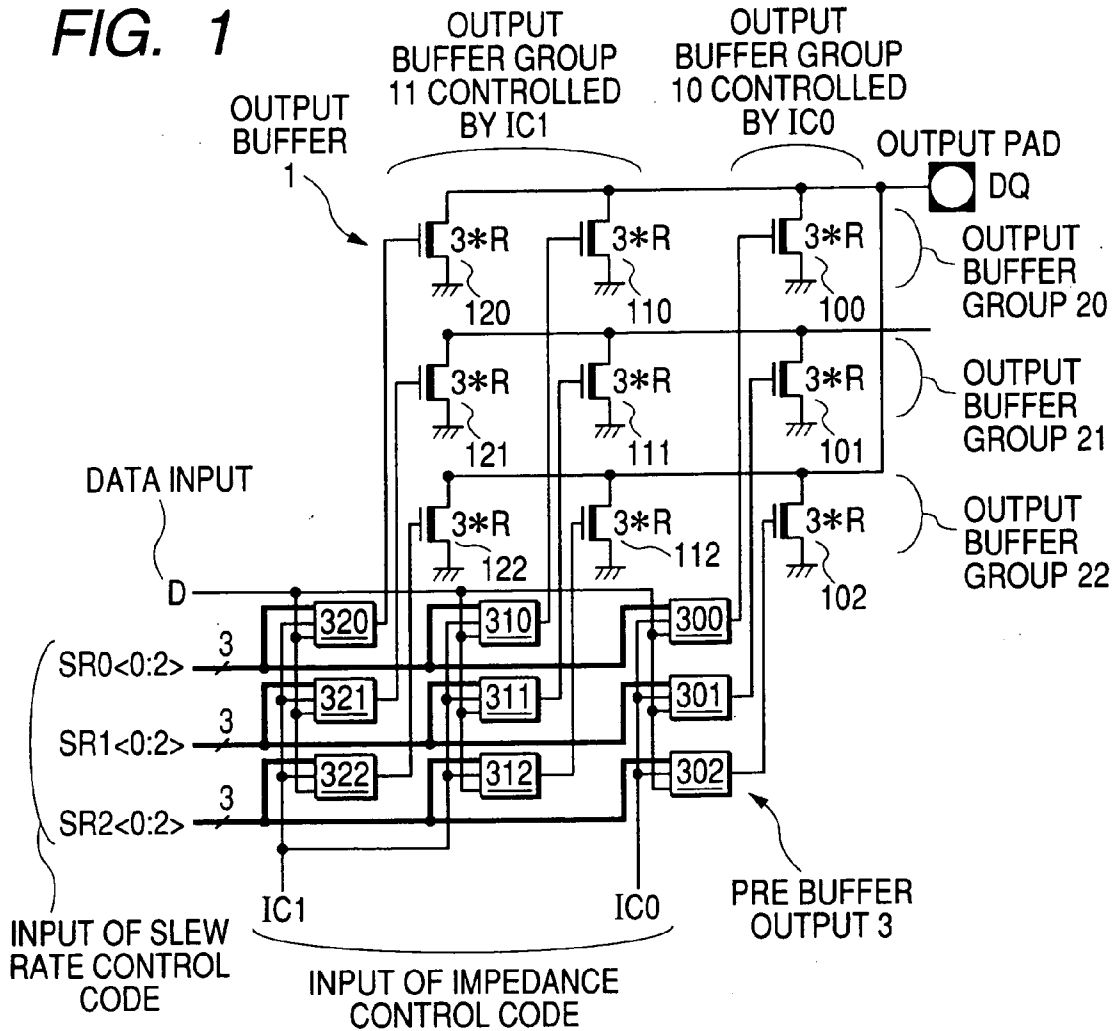 FIG. 1
OUTPUT
BUFFER GROUP
11 CONTROLLED
BY IC1
OUTPUT
BUFFER GROUP
10 CONTROLLED
BY IC0
OUTPUT
BUFFER
1
OUTPUT PAD
DQ
3*R
120
3*R
110
3*R
100
OUTPUT
BUFFER
GROUP 20
3*R
121
3*R
111
3*R
101
OUTPUT
BUFFER
GROUP 21
3*R
122
3*R
112
3*R
102
OUTPUT
BUFFER
GROUP 22
DATA INPUT
D
320
310
300
SR0<0:2>
3
321
311
301
SR1<0:2>
3
322
312
302
SR2<0:2>
3
IC1
IC0
PRE BUFFER
OUTPUT 3
INPUT OF SLEW
RATE CONTROL
CODE
INPUT OF IMPEDANCE
CONTROL CODE